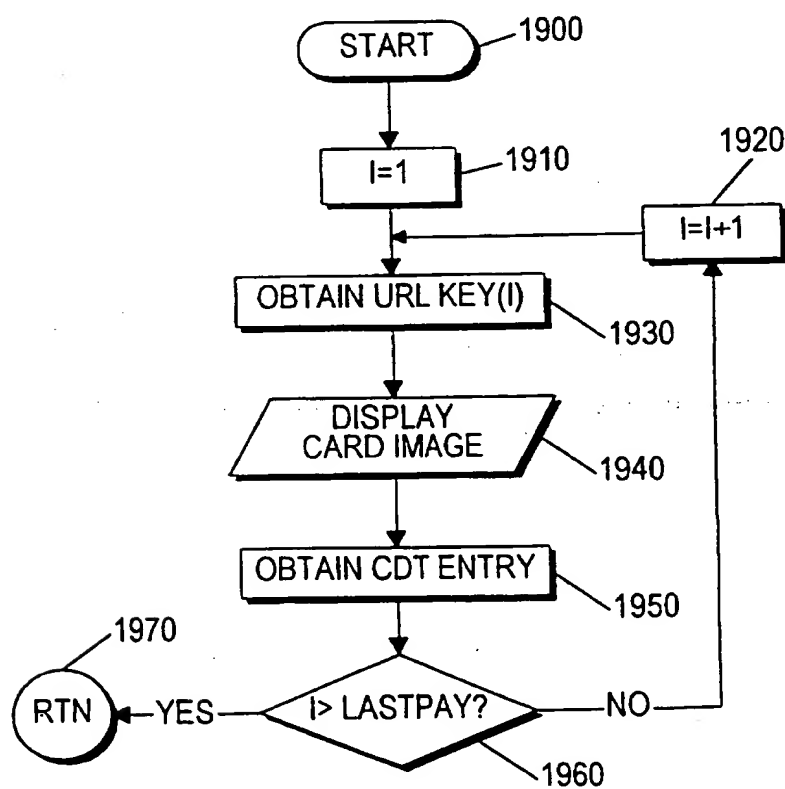 START
1900
I=1
1910
1920
I=I+1
OBTAIN URL KEY(I)
1930
DISPLAY
CARD IMAGE
1940
OBTAIN CDT ENTRY
1950
1970
RTN
YES
I> LASTPAY?
NO
1960